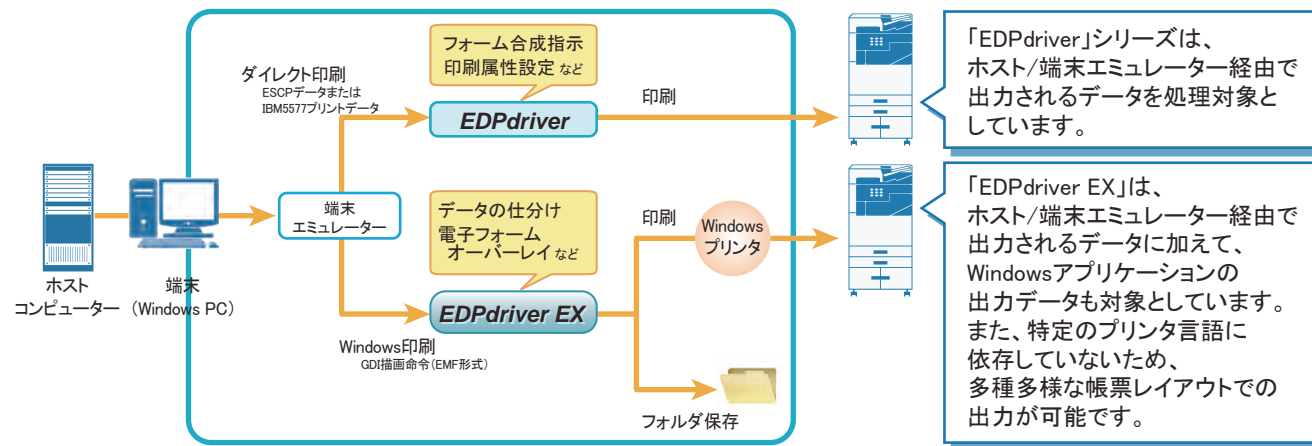 フォーム合成指示
印刷属性設定 など
ダイレクト印刷
ESCPデータまたは
IBM5577プリントデータ
EDPdriver
印刷
「EDPdriver」シリーズは、
ホスト/端末エミュレーター経由で
出力されるデータを処理対象と
しています。
ホスト
コンピューター
端末
(Windows PC)
端末
エミュレーター
データの仕分け
電子フォーム
オーバーレイ など
EDPdriver EX
Windows印刷
GDI描画命令(EMF形式)
印刷
Windows
プリンタ
フォルダ保存
「EDPdriver EX」は、
ホスト/端末エミュレーター経由で
出力されるデータに加えて、
Windowsアプリケーションの
出力データも対象としています。
また、特定のプリンタ言語に
依存していないため、
多種多様な帳票レイアウトでの
出力が可能です。